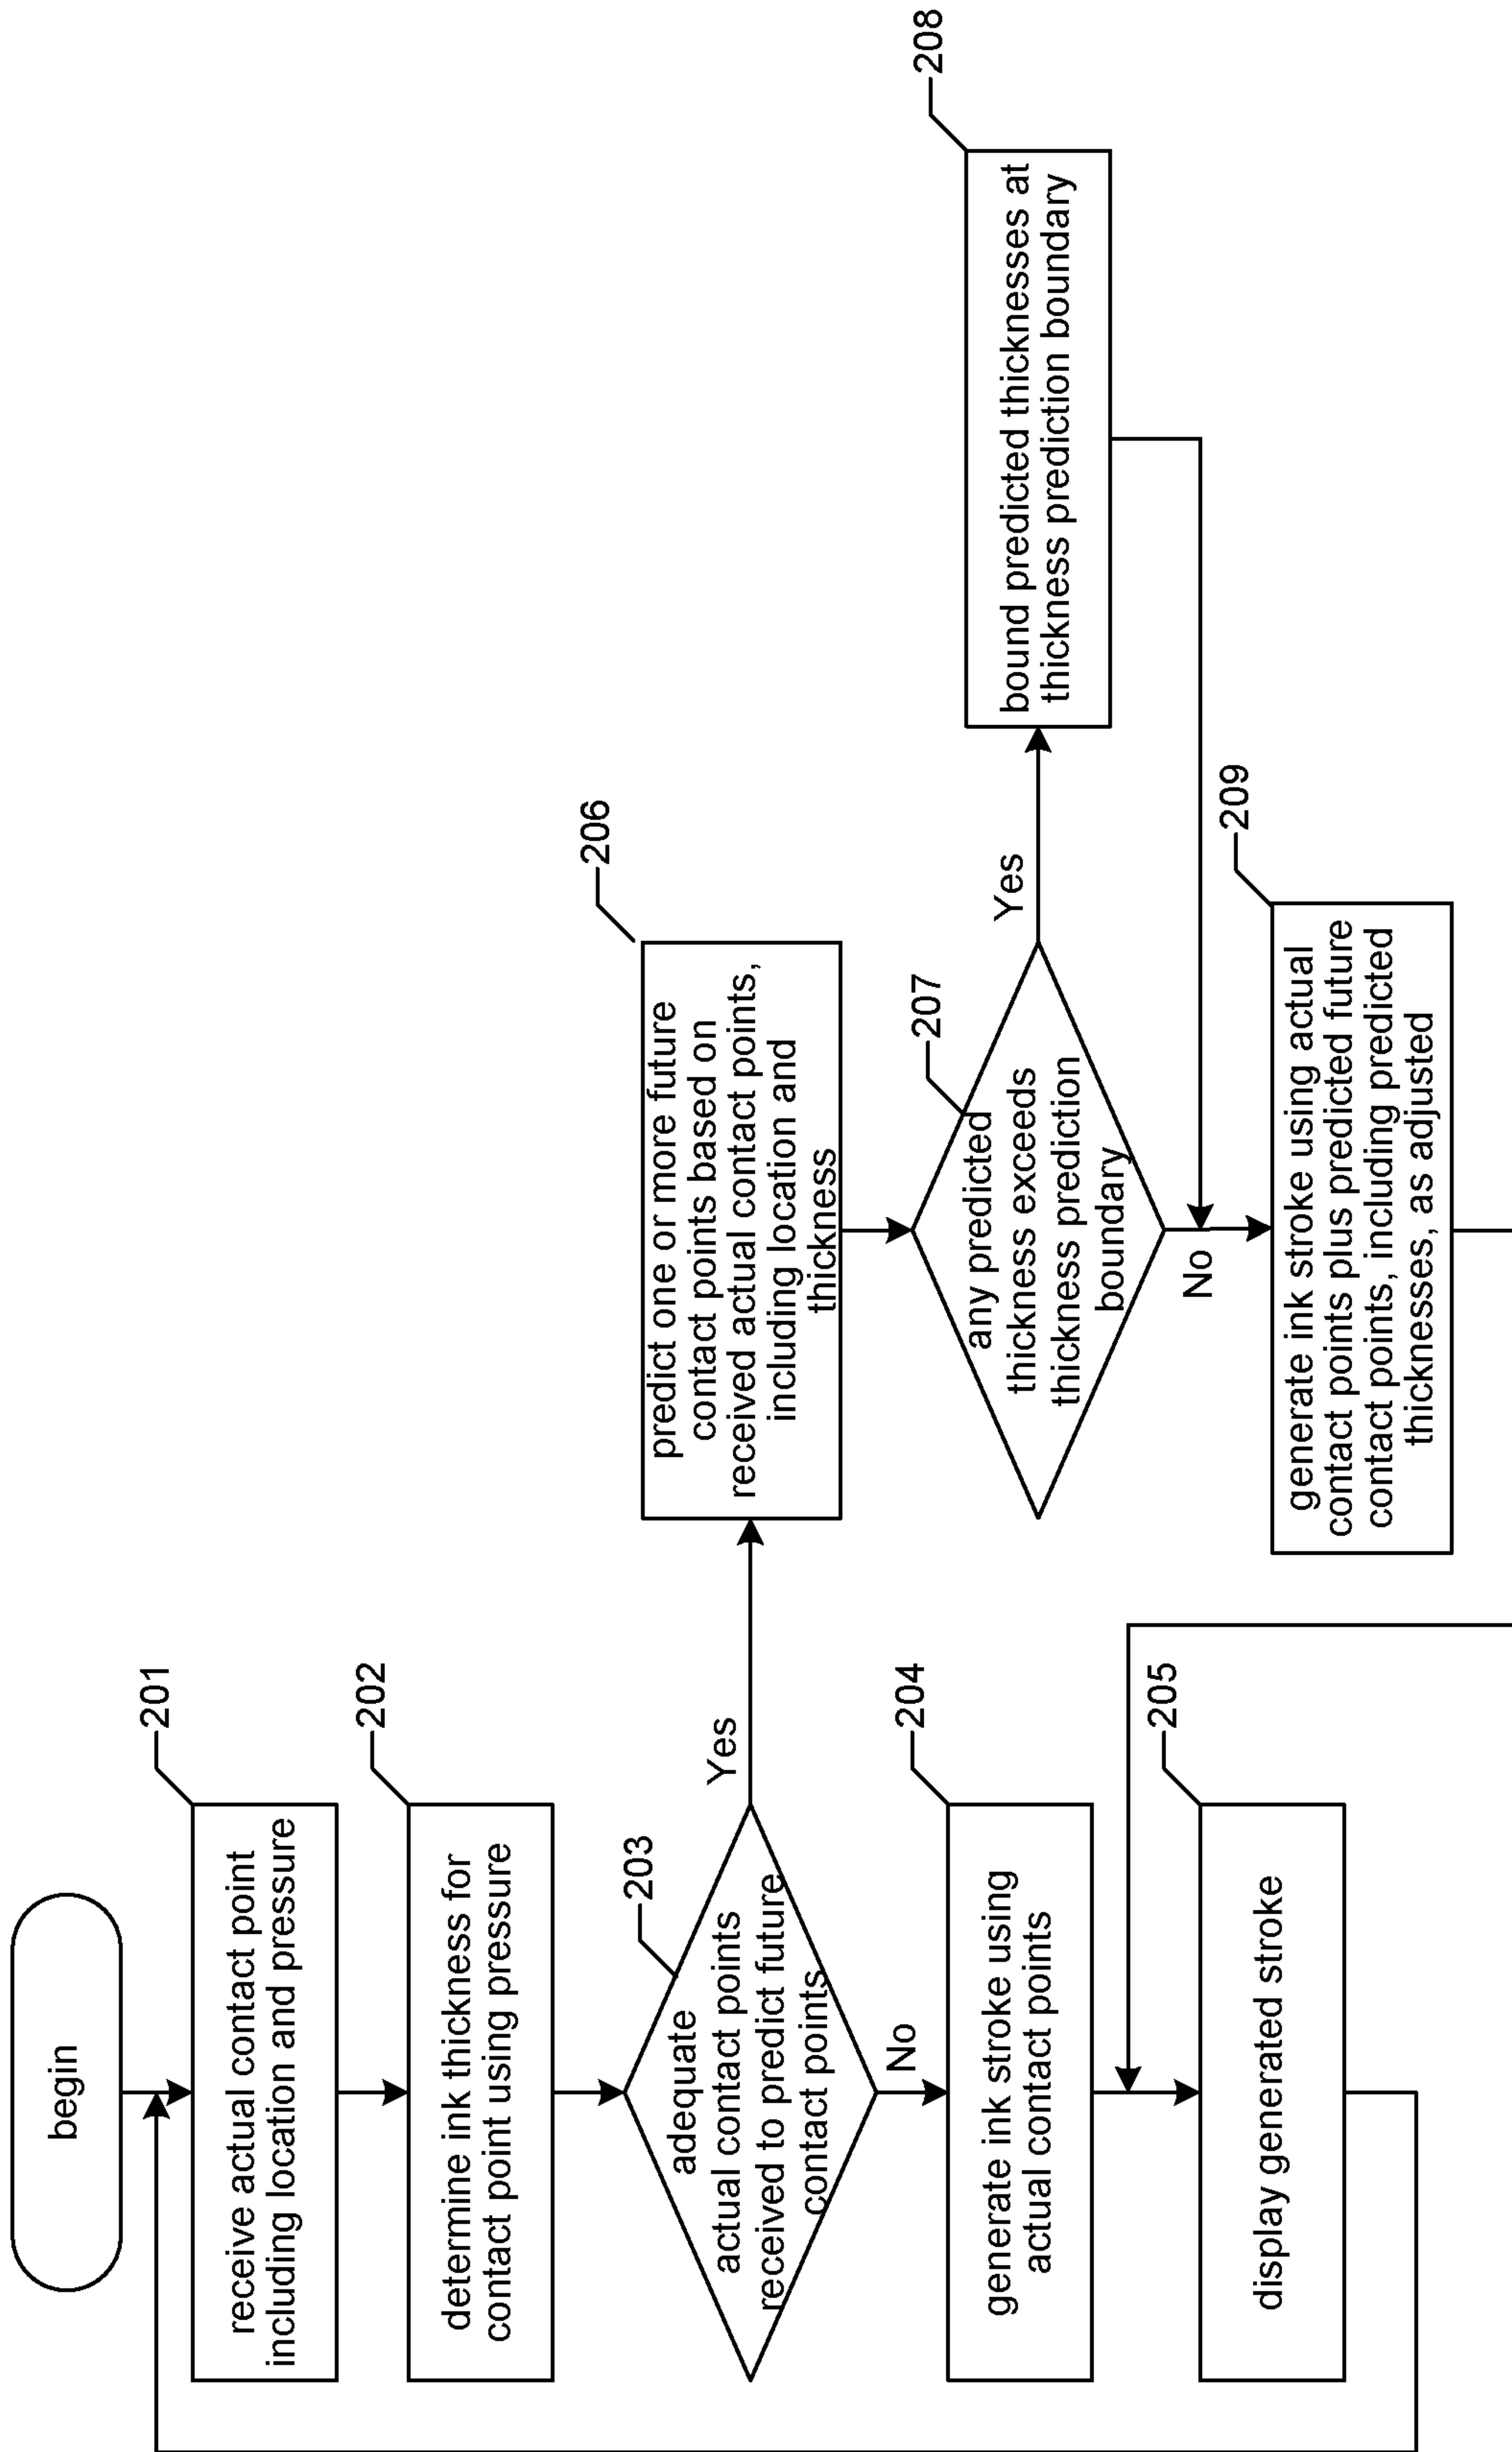 begin
201
receive actual contact point
including location and pressure
202
determine ink thickness for
contact point using pressure
203
adequate
actual contact points
received to predict future
contact points
Yes
No
204
generate ink stroke using
actual contact points
205
display generated stroke
206
predict one or more future
contact points based on
received actual contact points,
including location and
thickness
207
any predicted
thickness exceeds
thickness prediction
boundary
Yes
No
208
bound predicted thicknesses at
thickness prediction boundary
209
generate ink stroke using actual
contact points plus predicted future
contact points, including predicted
thicknesses, as adjusted